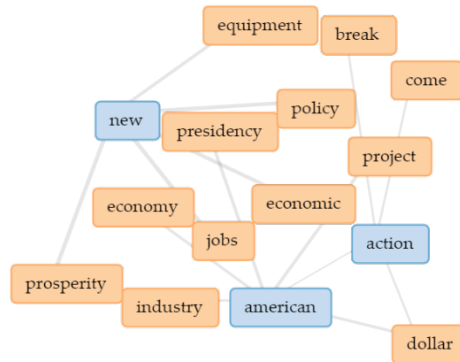 equipment
break
come
new
policy
presidency
project
economy
economic
jobs
action
prosperity
industry
american
dollar